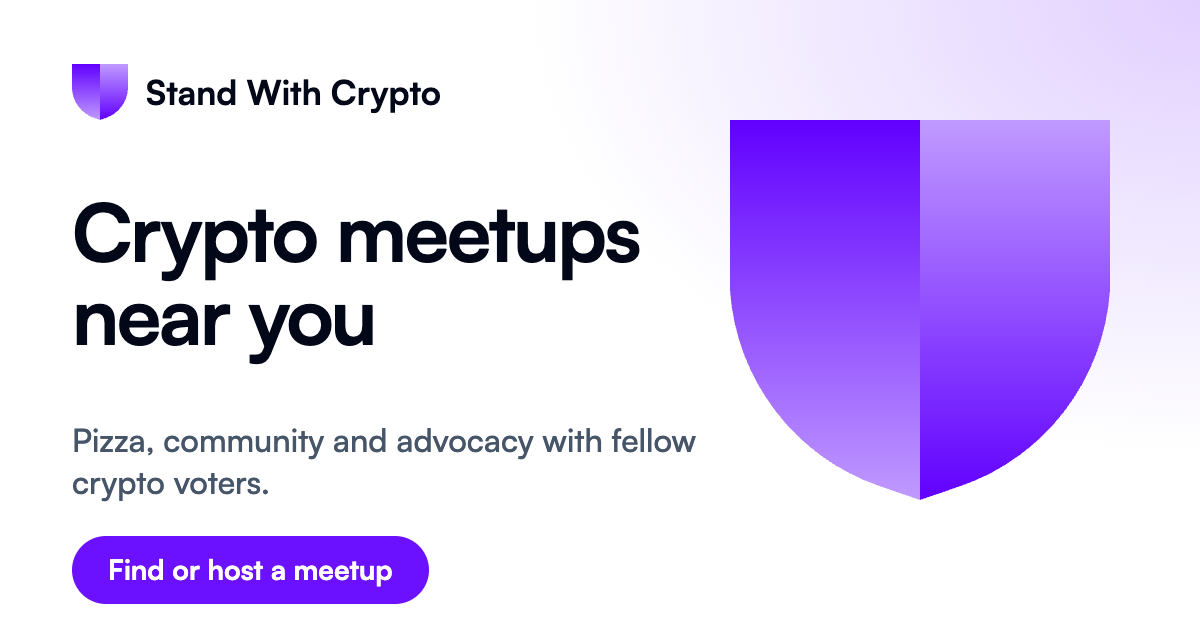 Stand With Crypto
Crypto meetups
near you
Pizza, community and advocacy with fellow
crypto voters.
Find or host a meetup